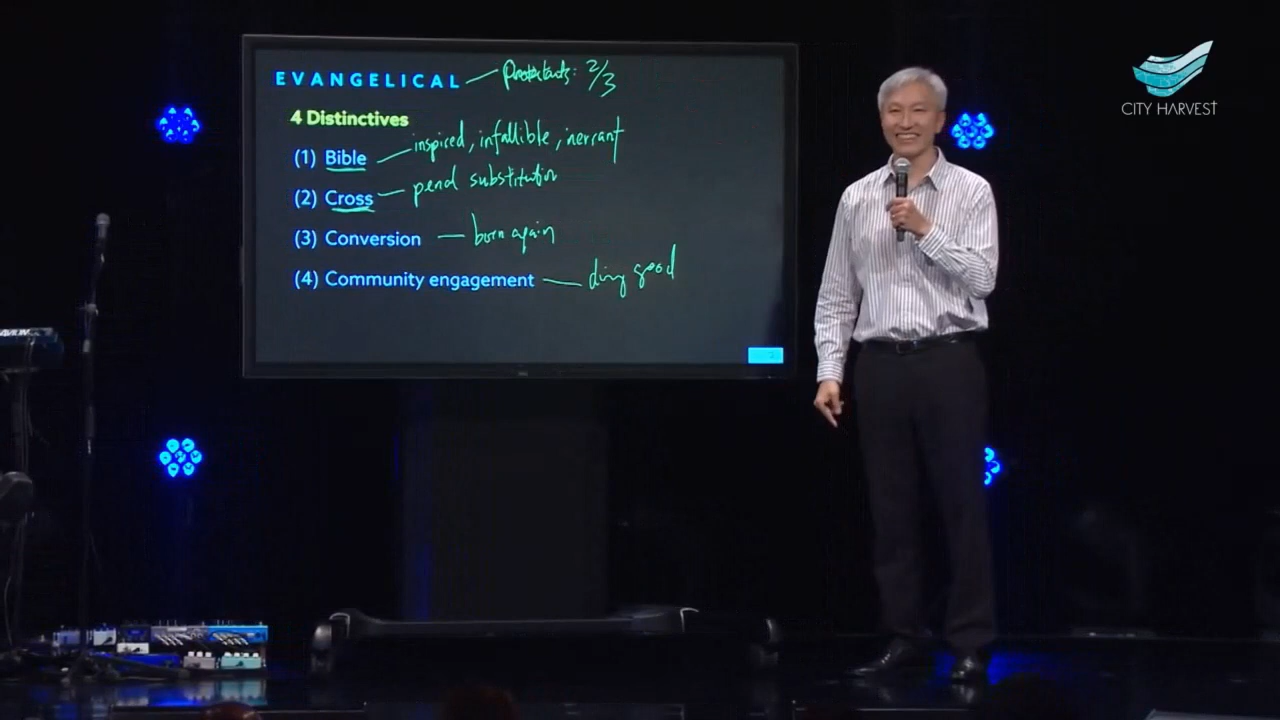 EVANGELICAL — Protestants: 2/3
4 Distinctives
(1) Bible — inspired, infallible, inerrant
(2) Cross — penal substitution
(3) Conversion — born again
(4) Community engagement — doing good
CITY HARVEST